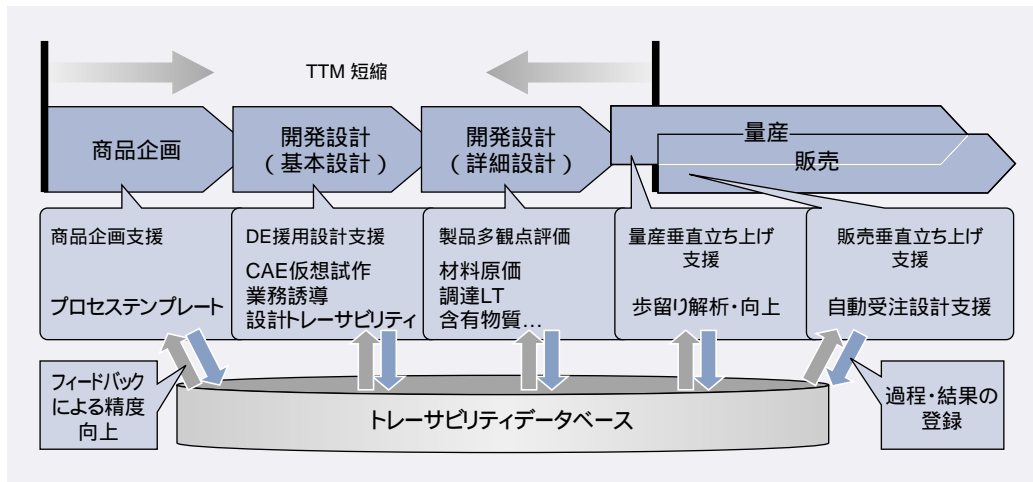 TTM 短縮
商品企画
開発設計
(基本設計)
開発設計
(詳細設計)
量産
販売
商品企画支援
プロセステンプレート
DE援用設計支援
CAE仮想試作
業務誘導
設計トレーサビリティ
製品多観点評価
材料原価
調達LT
含有物質…
量産垂直立ち上げ
支援
歩留り解析・向上
販売垂直立ち上げ
支援
自動受注設計支援
フィードバック
による精度
向上
トレーサビリティデータベース
過程・結果の
登録